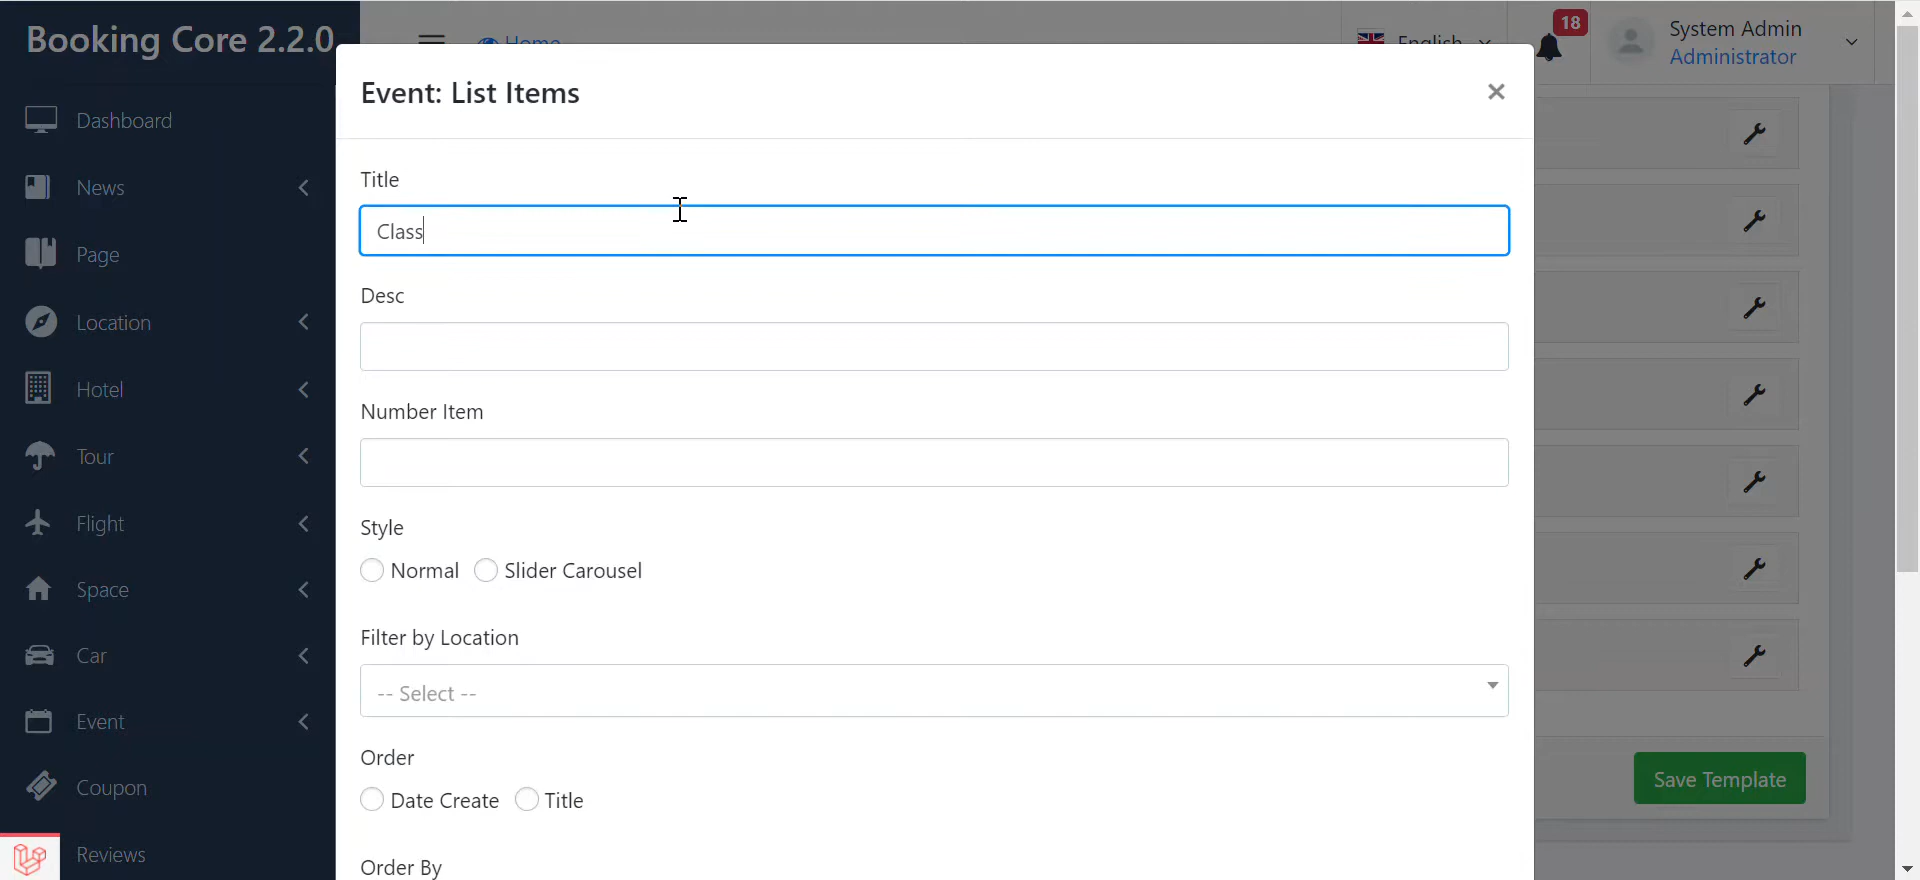 Booking Core 2.2.0
Home
English
18
System Admin
Administrator
Dashboard
News
Page
Location
Hotel
Tour
Flight
Space
Car
Event
Coupon
Reviews
Event: List Items
×
Title
Class
Desc
Number Item
Style
Normal
Slider Carousel
Filter by Location
-- Select --
Order
Date Create
Title
Order By
Save Template